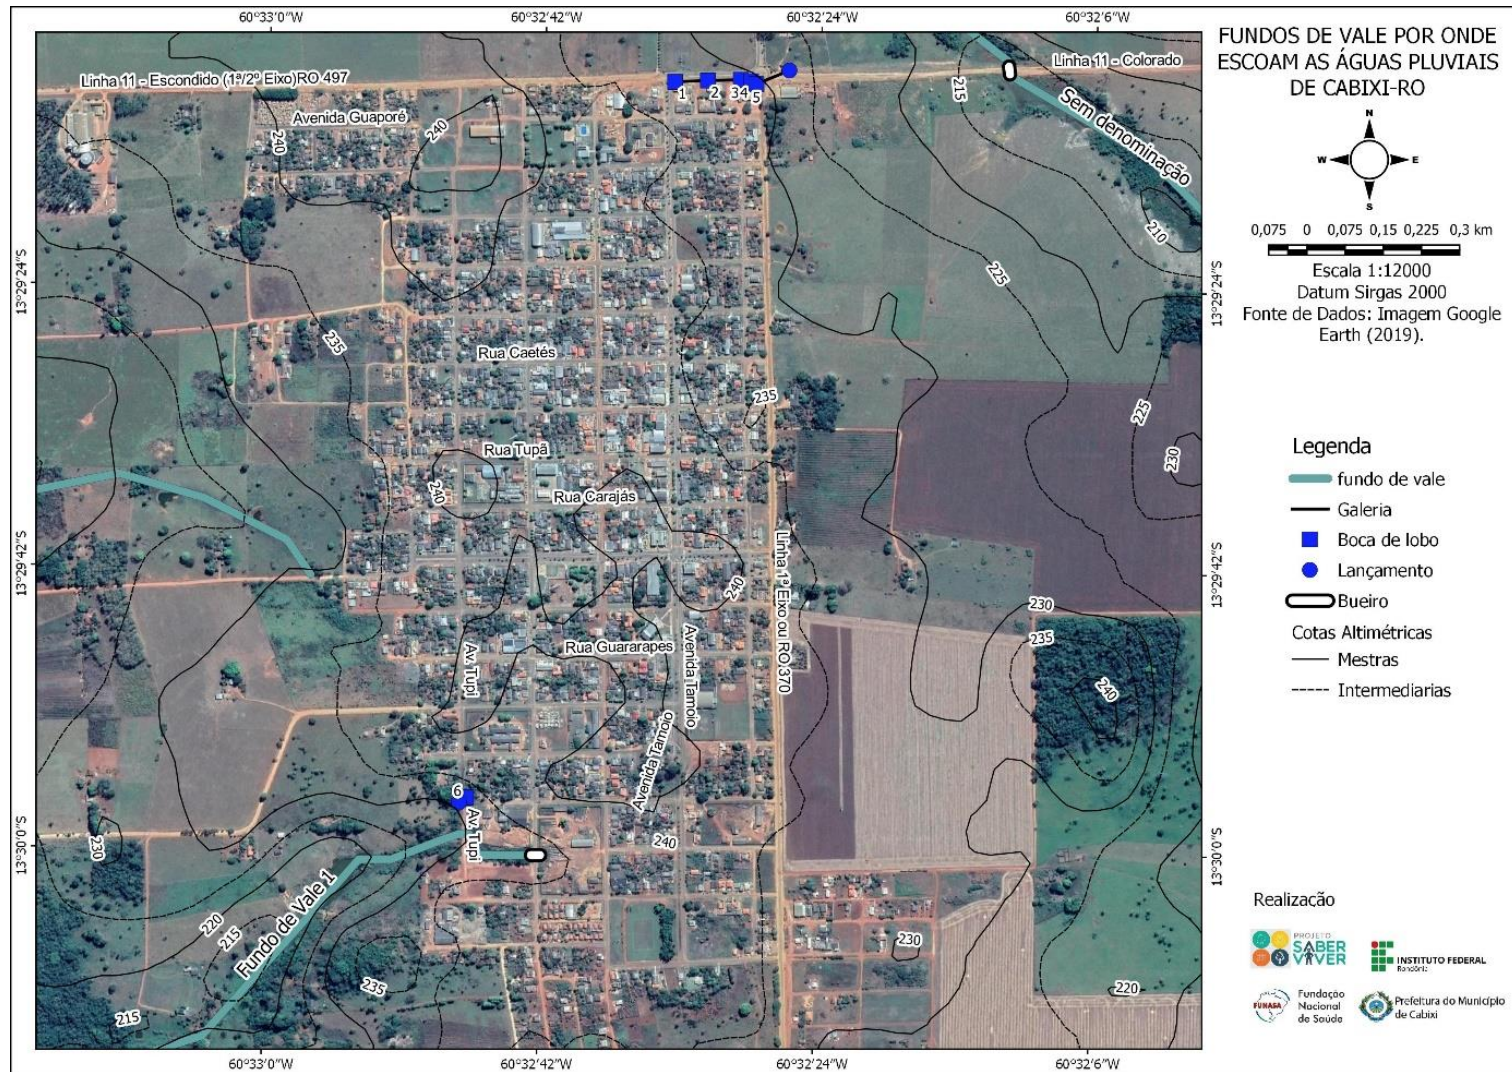 60°33'0"W
60°32'42"W
60°32'24"W
60°32'6"W
FUNDOS DE VALE POR ONDE
ESCOAM AS ÁGUAS PLUVIAIS
DE CABIXI-RO
N
W
E
S
0,075 0 0,075 0,15 0,225 0,3 km
Escala 1:12000
Datum Sirgas 2000
Fonte de Dados: Imagem Google
Earth (2019).
Legenda
fundo de vale
Galeria
Boca de lobo
Lançamento
Bueiro
Cotas Altimétricas
Mestras
Intermediarias
Realização
PROJETO
SABER
VIVER
INSTITUTO FEDERAL
Rondônia
FUNASA
Fundação
Nacional
de Saúde
Prefeitura do Município
de Cabixi
Linha 11 - Escondido (1ª/2º Eixo)RO 497
Linha 11 - Colorado
1
2
34
5
215
Sem denominação
Avenida Guaporé
240
240
210
225
13°29'24"S
13°29'24"S
235
Rua Caetés
235
225
230
Rua Tupã
240
Rua Carajás
Linha 1ª Eixo ou RO:370
13°29'42"S
13°29'42"S
240
230
235
240
Rua Guararapes
Av. Tupi
Avenida Tamoio
Avenida Tamoio
6
Av. Tupi
240
230
13°30'0"S
13°30'0"S
Fundo de Vale 1
220
215
235
230
220
215
60°33'0"W
60°32'42"W
60°32'24"W
60°32'6"W